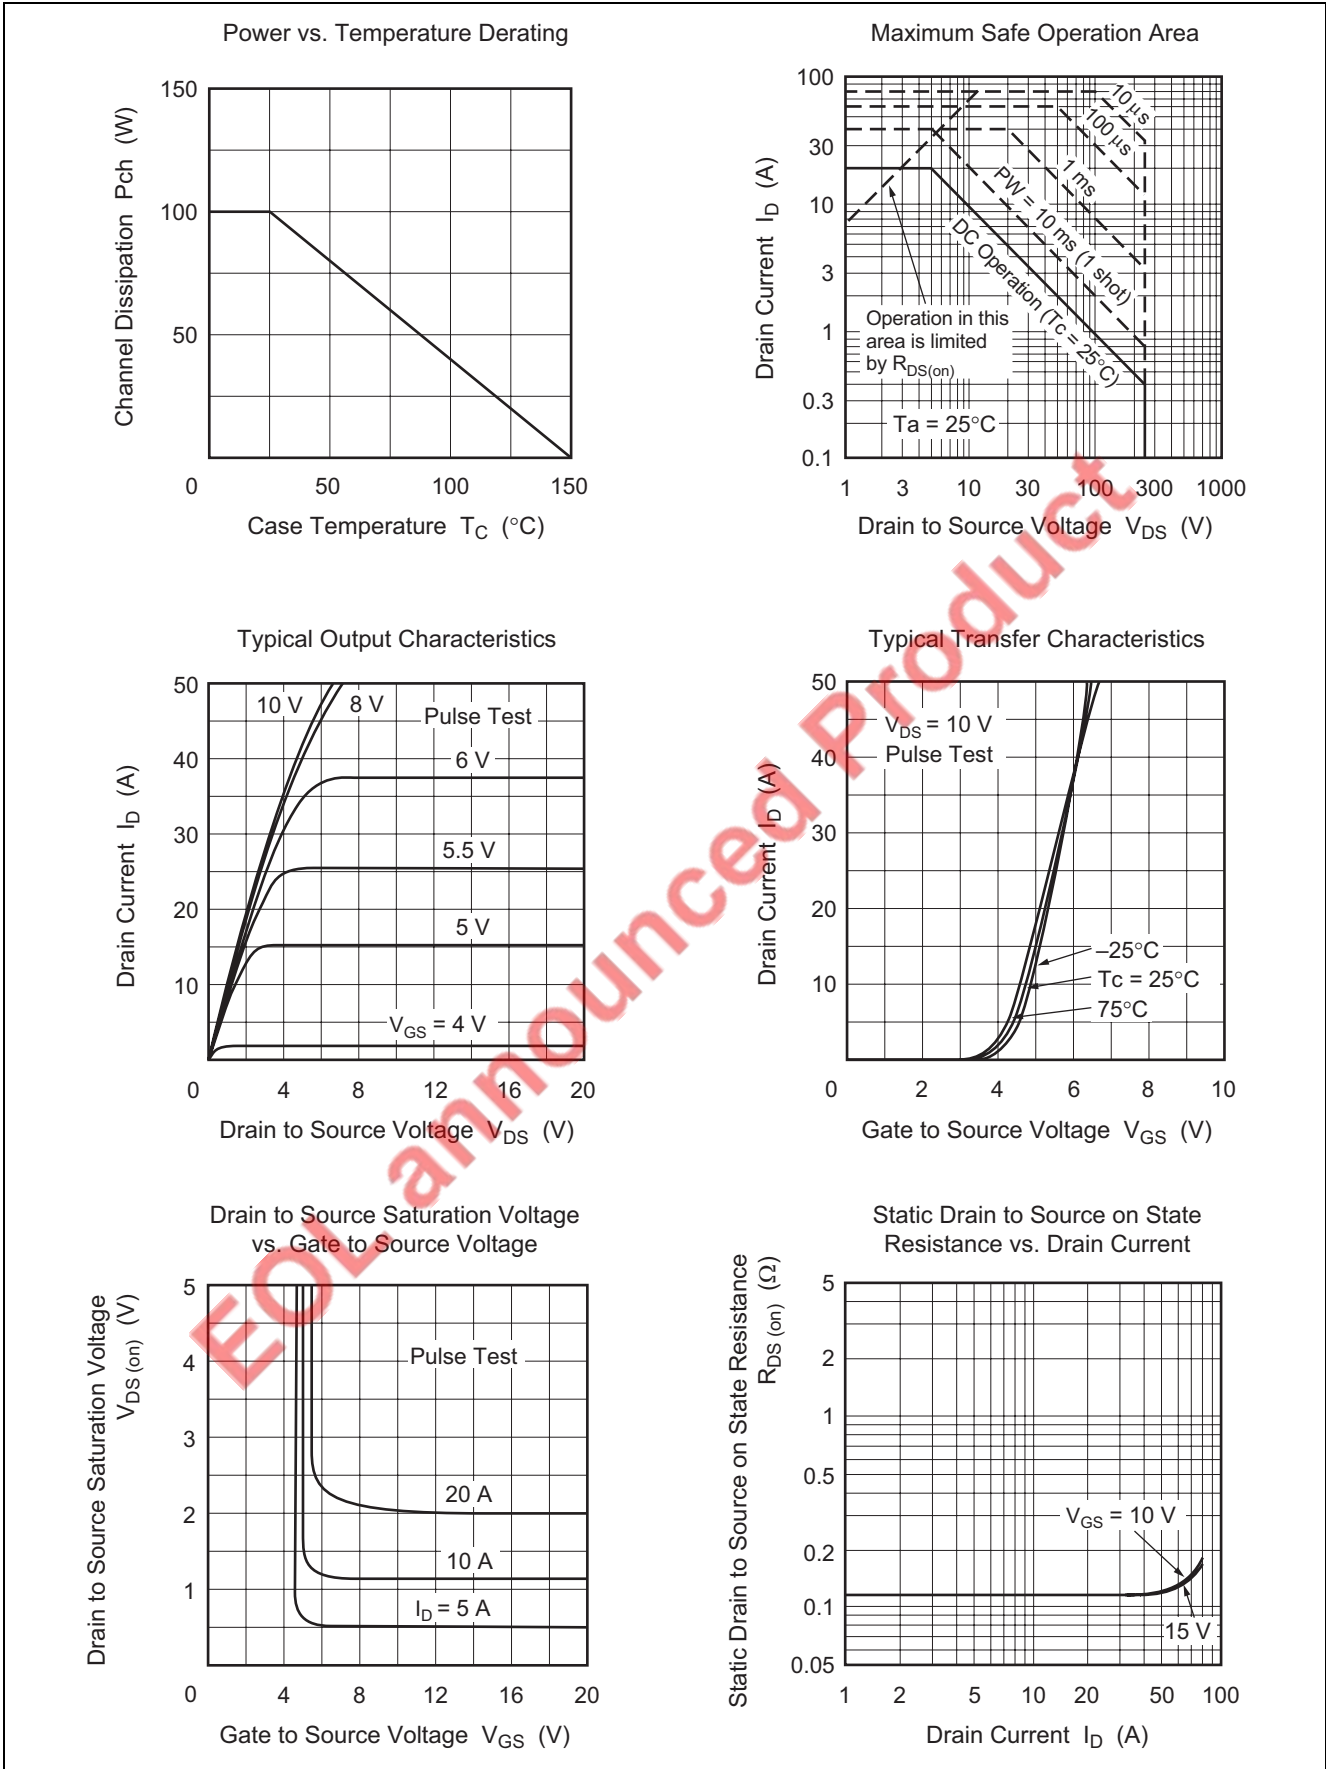 Power vs. Temperature Derating
Channel Dissipation Pch (W)
150
100
50
0
50
100
150
Case Temperature TC (°C)
Maximum Safe Operation Area
Drain Current ID (A)
100
30
10
3
1
0.3
0.1
10 µs
100 µs
1 ms
PW = 10 ms (1 shot)
DC Operation (Tc = 25°C)
Operation in this
area is limited
by RDS(on)
Ta = 25°C
1
3
10
30
100
300
1000
Drain to Source Voltage VDS (V)
Typical Output Characteristics
Drain Current ID (A)
50
40
30
20
10
10 V
8 V
Pulse Test
6 V
5.5 V
5 V
VGS = 4 V
0
4
8
12
16
20
Drain to Source Voltage VDS (V)
Typical Transfer Characteristics
Drain Current ID (A)
50
40
30
20
10
VDS = 10 V
Pulse Test
–25°C
Tc = 25°C
75°C
0
2
4
6
8
10
Gate to Source Voltage VGS (V)
Drain to Source Saturation Voltage
vs. Gate to Source Voltage
Drain to Source Saturation Voltage
VDS (on) (V)
5
4
3
2
1
Pulse Test
20 A
10 A
ID = 5 A
0
4
8
12
16
20
Gate to Source Voltage VGS (V)
Static Drain to Source on State
Resistance vs. Drain Current
Static Drain to Source on State Resistance
RDS (on) (Ω)
5
2
1
0.5
0.2
0.1
0.05
VGS = 10 V
15 V
1
2
5
10
20
50
100
Drain Current ID (A)
EOL announced Product